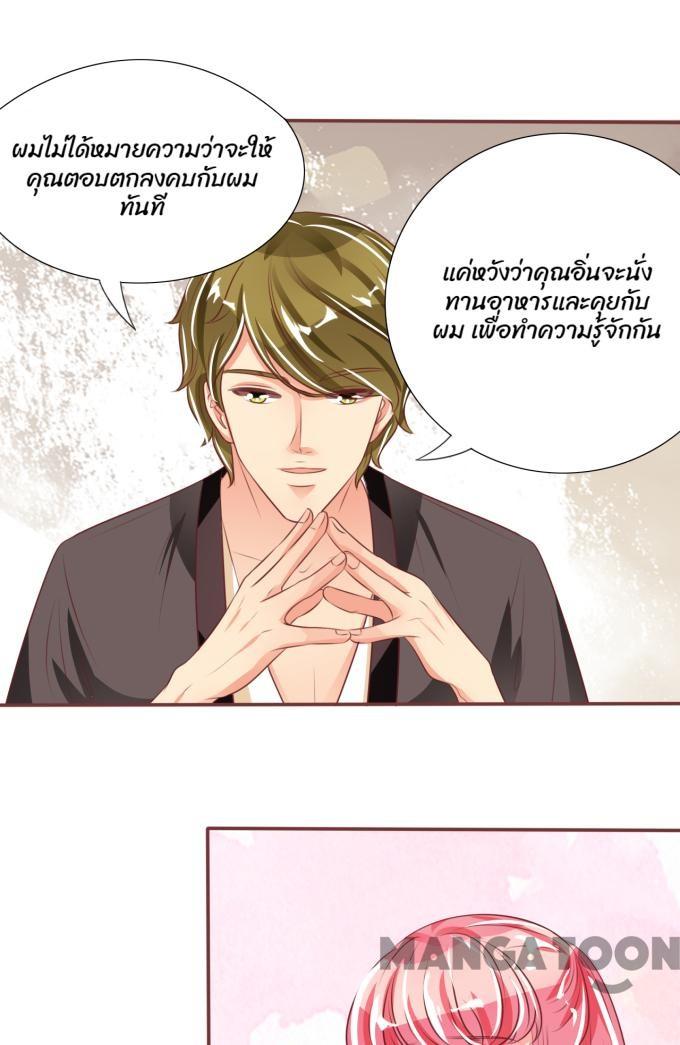 ผมไม่ได้หมายความว่าจะให้
คุณตอบตกลงคบกับผม
ทันที
แค่หวังว่าคุณอิ่นจะนั่ง
ทานอาหารและคุยกับ
ผม เพื่อทำความรู้จักกัน
MANGATOON